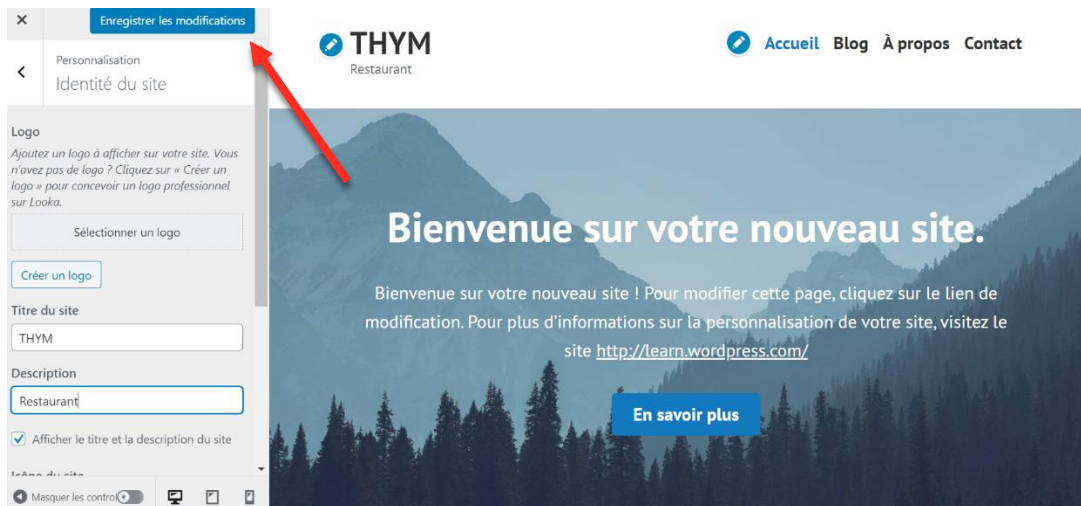 Enregistrer les modifications
Personnalisation
Identité du site
Logo
Ajoutez un logo à afficher sur votre site. Vous
n'avez pas de logo ? Cliquez sur « Créer un
logo » pour concevoir un logo professionnel
sur Looka.
Sélectionner un logo
Créer un logo
Titre du site
THYM
Description
Restaurant
Afficher le titre et la description du site
Icône du site
Masquer les control
THYM
Restaurant
Accueil Blog À propos Contact
Bienvenue sur votre nouveau site.
Bienvenue sur votre nouveau site ! Pour modifier cette page, cliquez sur le lien de
modification. Pour plus d'informations sur la personnalisation de votre site, visitez le
site http://learn.wordpress.com/
En savoir plus